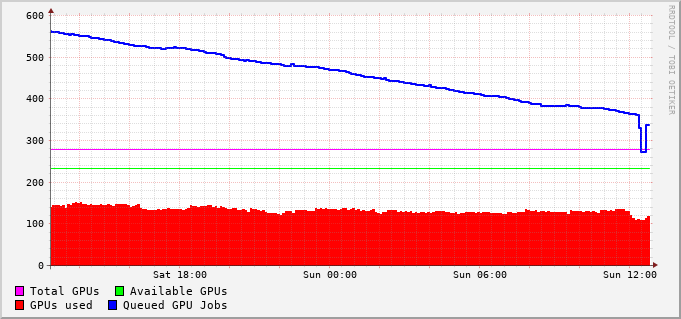 600
500
400
300
200
100
0
Sat 18:00 Sun 00:00 Sun 06:00 Sun 12:00
Total GPUs Available GPUs
GPUs used Queued GPU Jobs
RRDTOOL / TOBI OETIKER